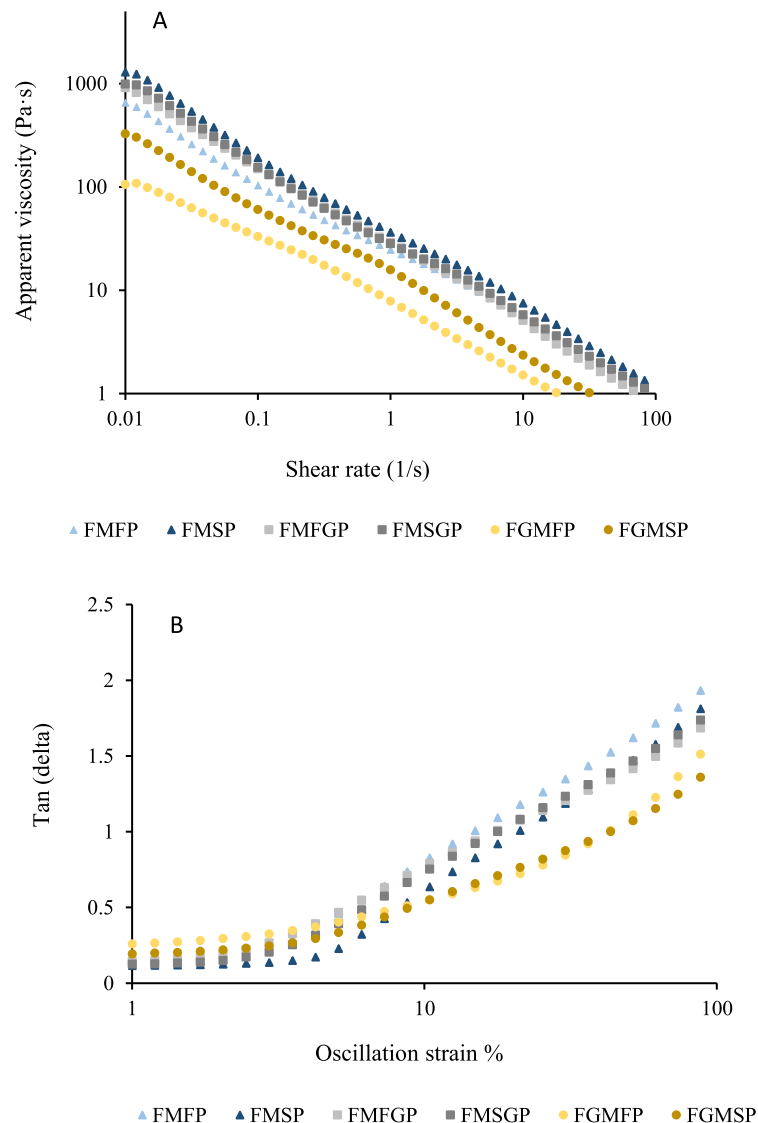 A
1000
100
10
1
Apparent viscosity (Pa·s)
0.01 0.1 1 10 100
Shear rate (1/s)
FMFP FMSP FMFGP FMSGP FGMFP FGMSP
2.5
B
2
1.5
1
0.5
0
Tan (delta)
1 10 100
Oscillation strain %
FMFP FMSP FMFGP FMSGP FGMFP FGMSP